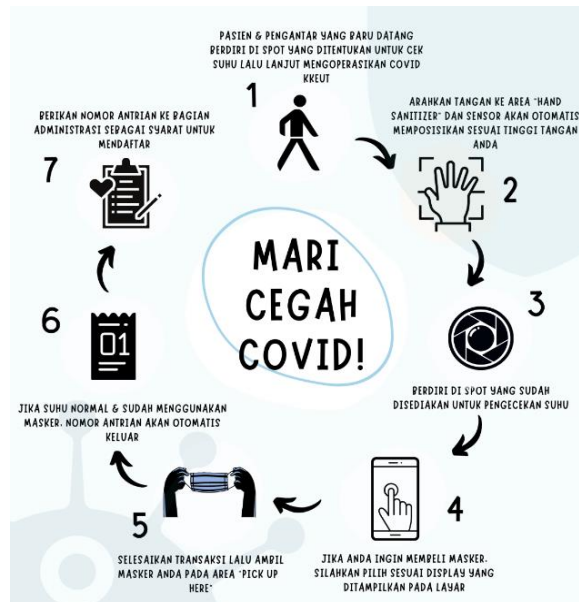 PASIEN & PENGANTAR YANG BARU DATANG
BERDIRI DI SPOT YANG DITENTUKAN UNTUK CEK
SUHU LALU LANJUT MENGOPERASIKAN COVID
KKEUT
1
ARAHKAN TANGAN KE AREA "HAND
SANITIZER" DAN SENSOR AKAN OTOMATIS
MEMPOSISIKAN SESUAI TINGGI TANGAN
ANDA
2
3
BERDIRI DI SPOT YANG SUDAH
DISEDIAKAN UNTUK PENGECEKAN SUHU
4
JIKA ANDA INGIN MEMBELI MASKER.
SILAHKAN PILIH SESUAI DISPLAY YANG
DITAMPILKAN PADA LAYAR
5
SELESAIKAN TRANSAKSI LALU AMBIL
MASKER ANDA PADA AREA "PICK UP
HERE"
6
01
JIKA SUHU NORMAL & SUDAH MENGGUNAKAN
MASKER. NOMOR ANTRIAN AKAN OTOMATIS
KELUAR
BERIKAN NOMOR ANTRIAN KE BAGIAN
ADMINISTRASI SEBAGAI SYARAT UNTUK
MENDAFTAR
7
MARI
CEGAH
COVID!